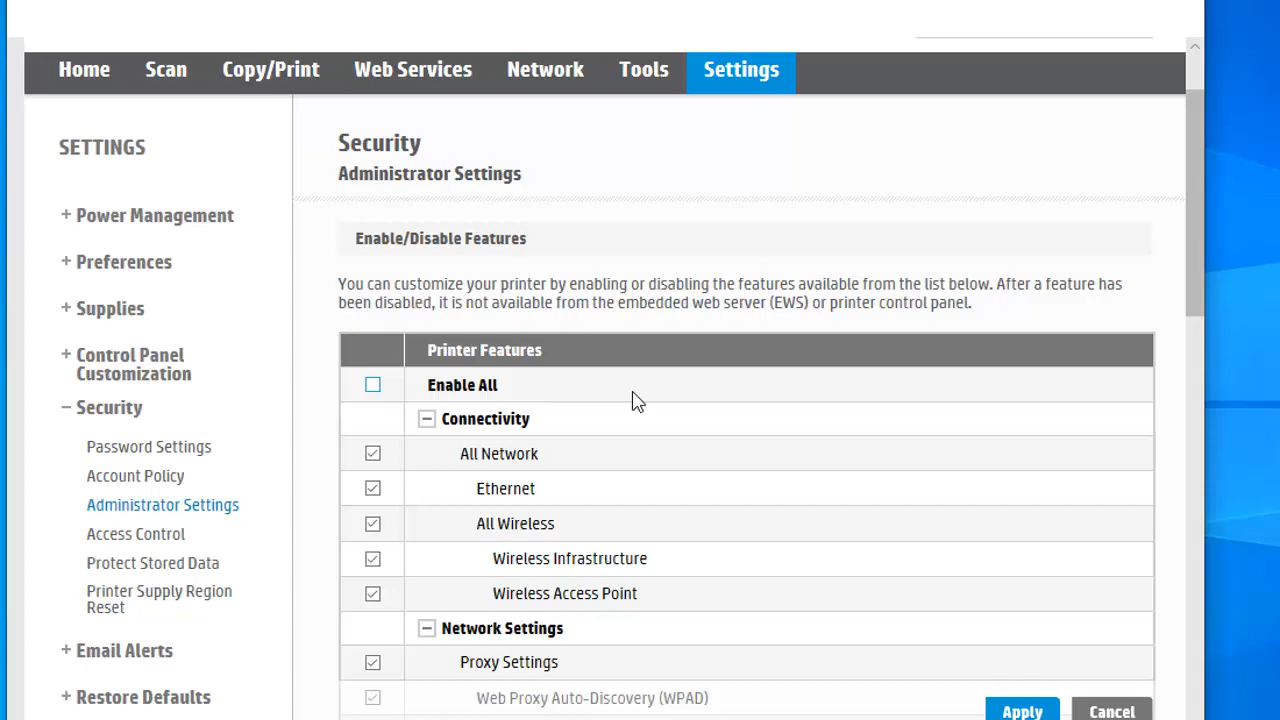 Home Scan Copy/Print Web Services Network Tools Settings
SETTINGS
+ Power Management
+ Preferences
+ Supplies
+ Control Panel
Customization
− Security
Password Settings
Account Policy
Administrator Settings
Access Control
Protect Stored Data
Printer Supply Region
Reset
+ Email Alerts
+ Restore Defaults
Security
Administrator Settings
Enable/Disable Features
You can customize your printer by enabling or disabling the features available from the list below. After a feature has
been disabled, it is not available from the embedded web server (EWS) or printer control panel.
Printer Features
Enable All
Connectivity
All Network
Ethernet
All Wireless
Wireless Infrastructure
Wireless Access Point
Network Settings
Proxy Settings
Web Proxy Auto-Discovery (WPAD)
Apply Cancel